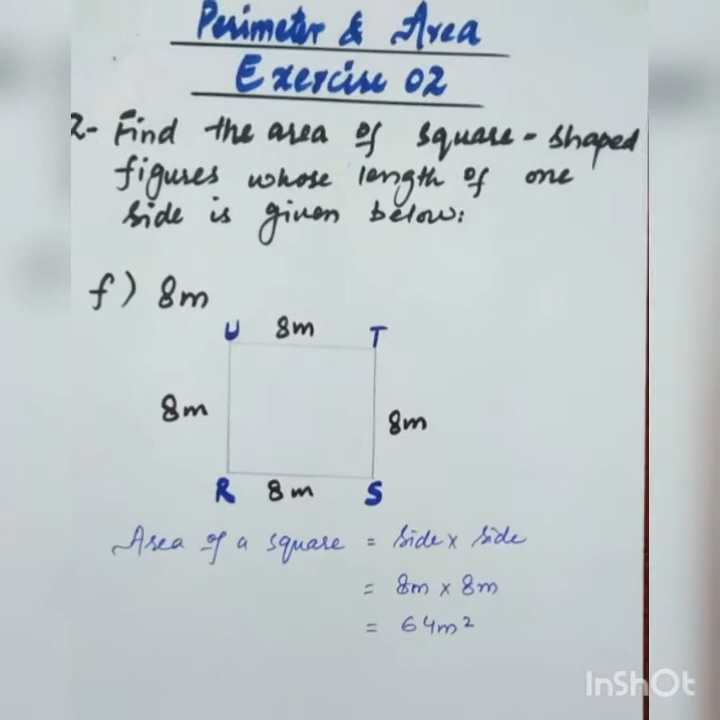 Perimeter & Area
Exercise 02
2- Find the area of square-shaped
figures whose length of one
side is given below:
f) 8m
U 8m T
8m 8m
R 8m S
Area of a square = side x side
= 8m x 8m
= 64m²
InShOt